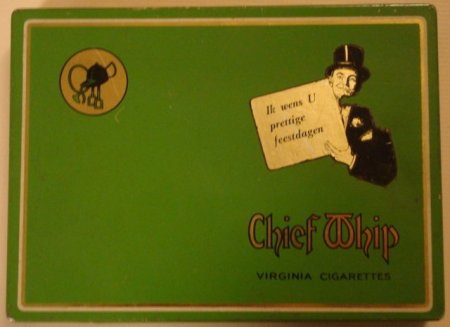 Ik wens U
prettige
feestdagen
Chief Whip
VIRGINIA CIGARETTES